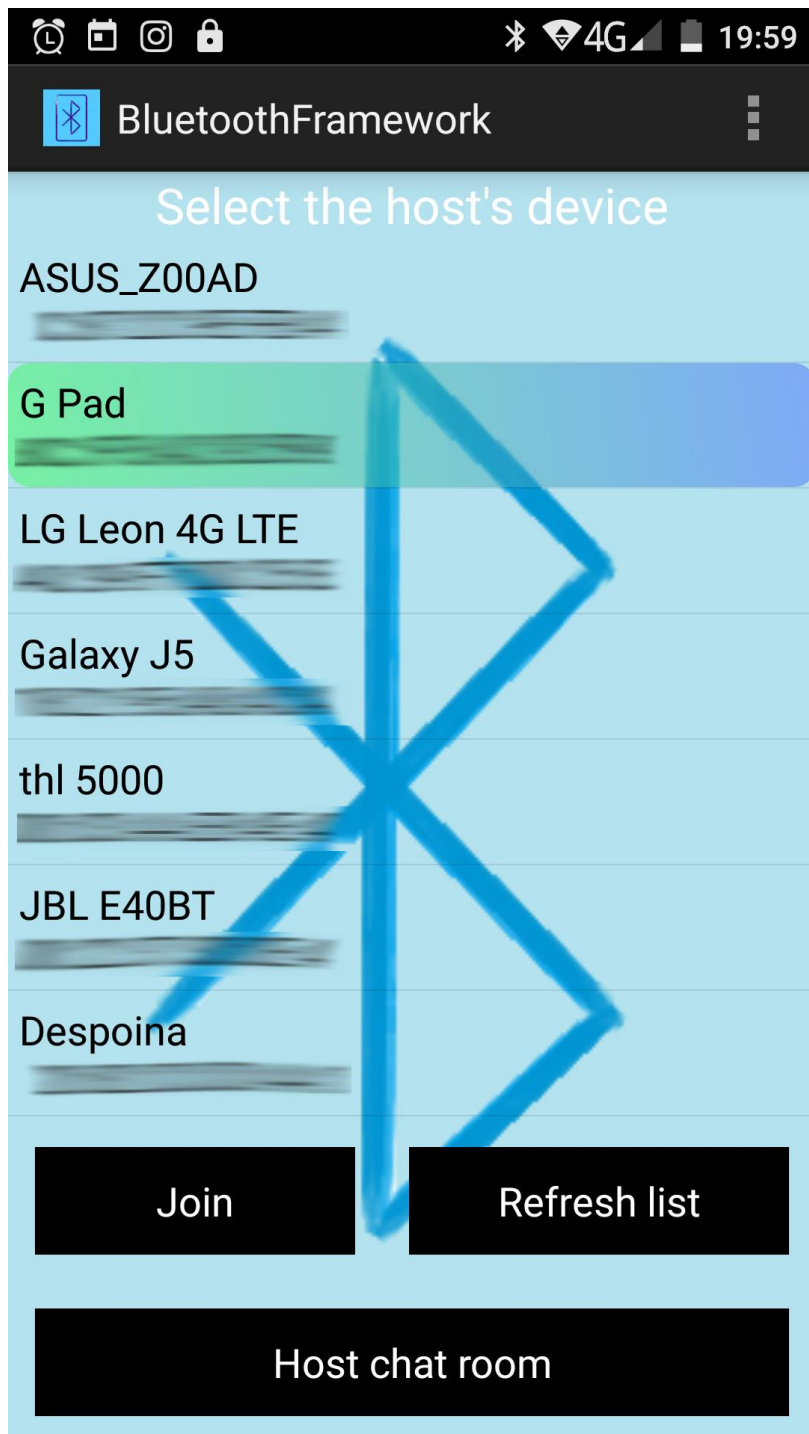 4G 19:59
BluetoothFramework
Select the host's device
ASUS_Z00AD
G Pad
LG Leon 4G LTE
Galaxy J5
thl 5000
JBL E40BT
Despoina
Join Refresh list
Host chat room